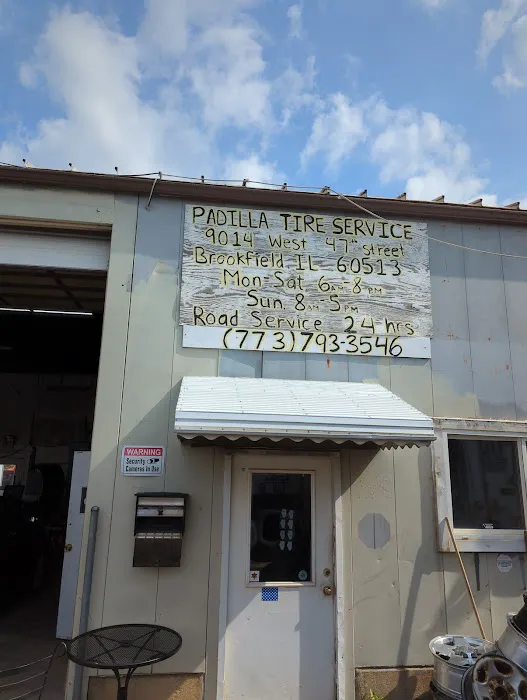 PADILLA TIRE SERVICE
9014 West 47th street
Brookfield IL 60513
Mon-Sat 6AM-8PM
Sun 8AM-5PM
Road Service 24 hrs
(773)793-3546
WARNING
Security
Cameras in Use